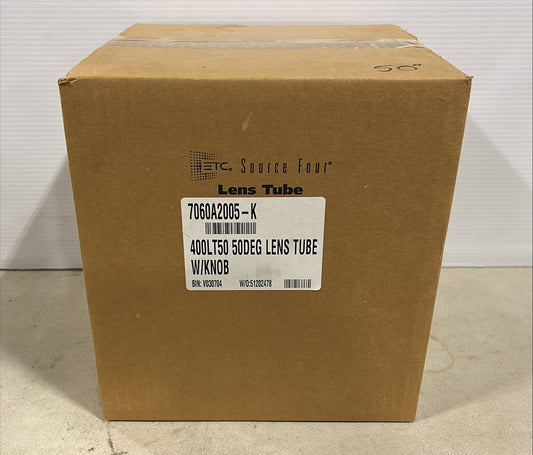 50°
ETC® Source Four®
Lens Tube
7060A2005-K
400LT50 50DEG LENS TUBE
W/KNOB
BIN: V030704 W/O:51202478